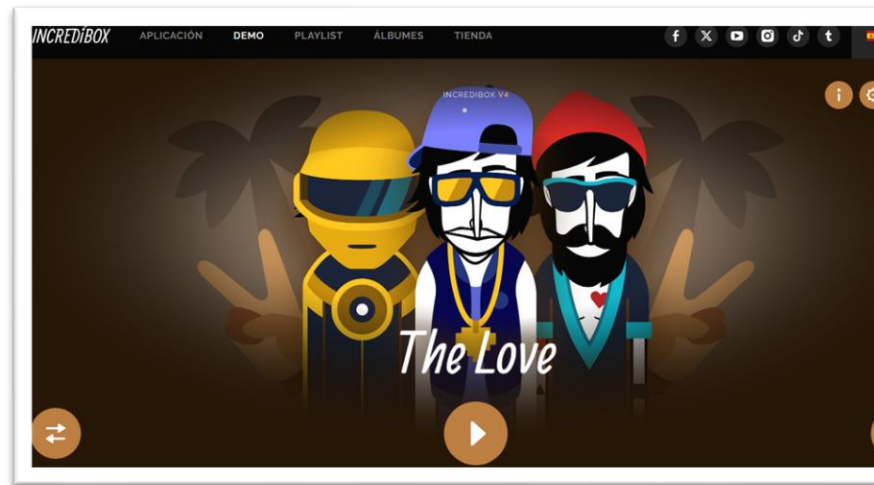 INCREDIBOX APLICACIÓN DEMO PLAYLIST ÁLBUMES TIENDA
INCREDIBOX V4
The Love